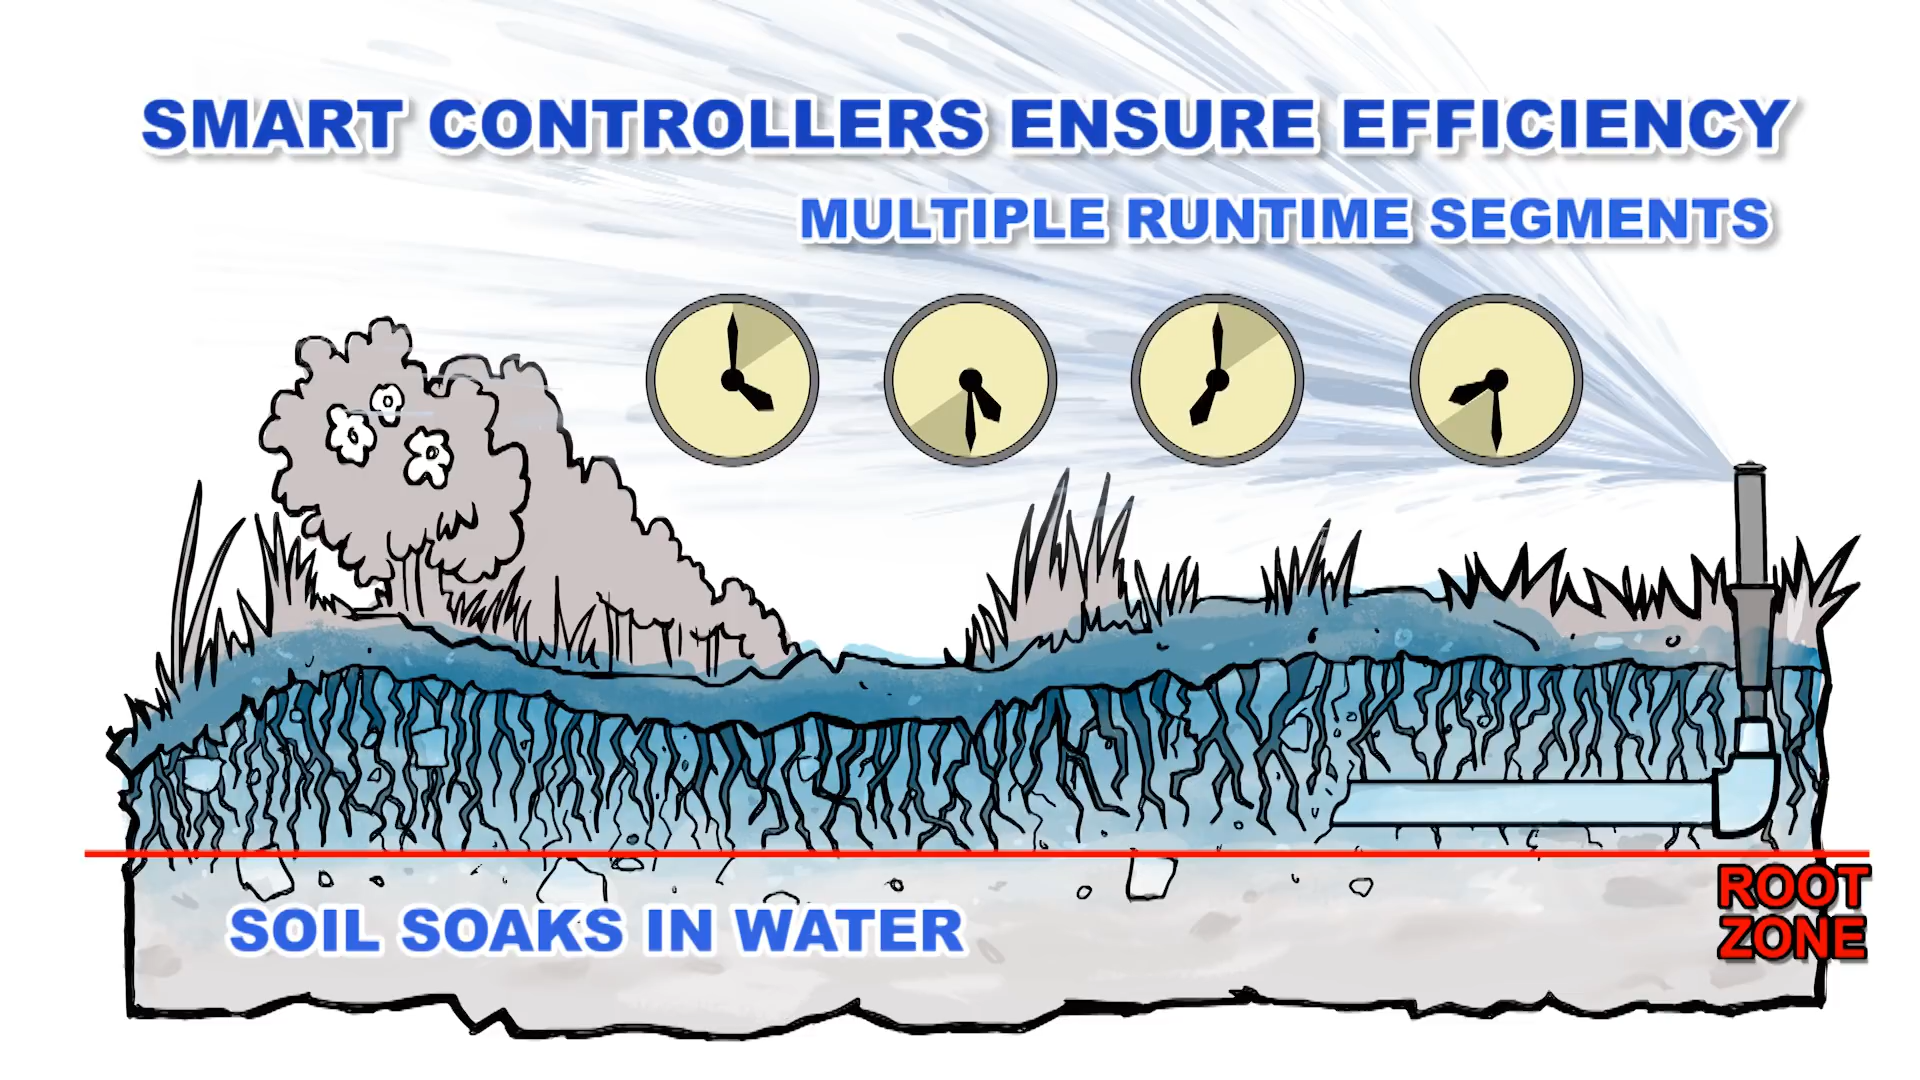 SMART CONTROLLERS ENSURE EFFICIENCY
MULTIPLE RUNTIME SEGMENTS
SOIL SOAKS IN WATER
ROOT
ZONE